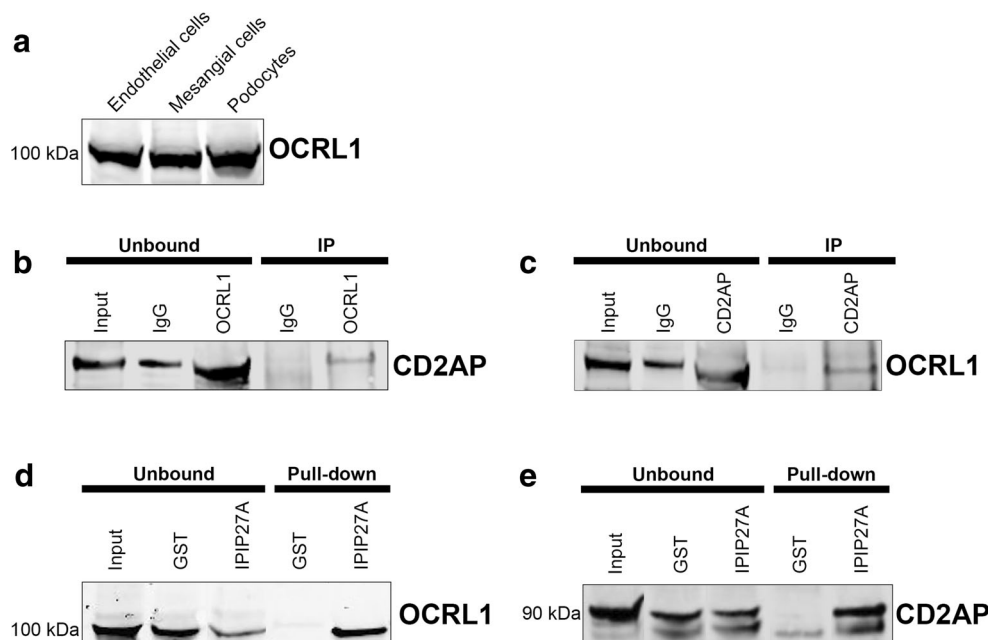 a
Endothelial cells
Mesangial cells
Podocytes
100 kDa
OCRL1
b
Unbound
IP
Input
IgG
OCRL1
IgG
OCRL1
CD2AP
c
Unbound
IP
Input
IgG
CD2AP
IgG
CD2AP
OCRL1
d
Unbound
Pull-down
Input
GST
IPIP27A
GST
IPIP27A
100 kDa
OCRL1
e
Unbound
Pull-down
Input
GST
IPIP27A
GST
IPIP27A
90 kDa
CD2AP